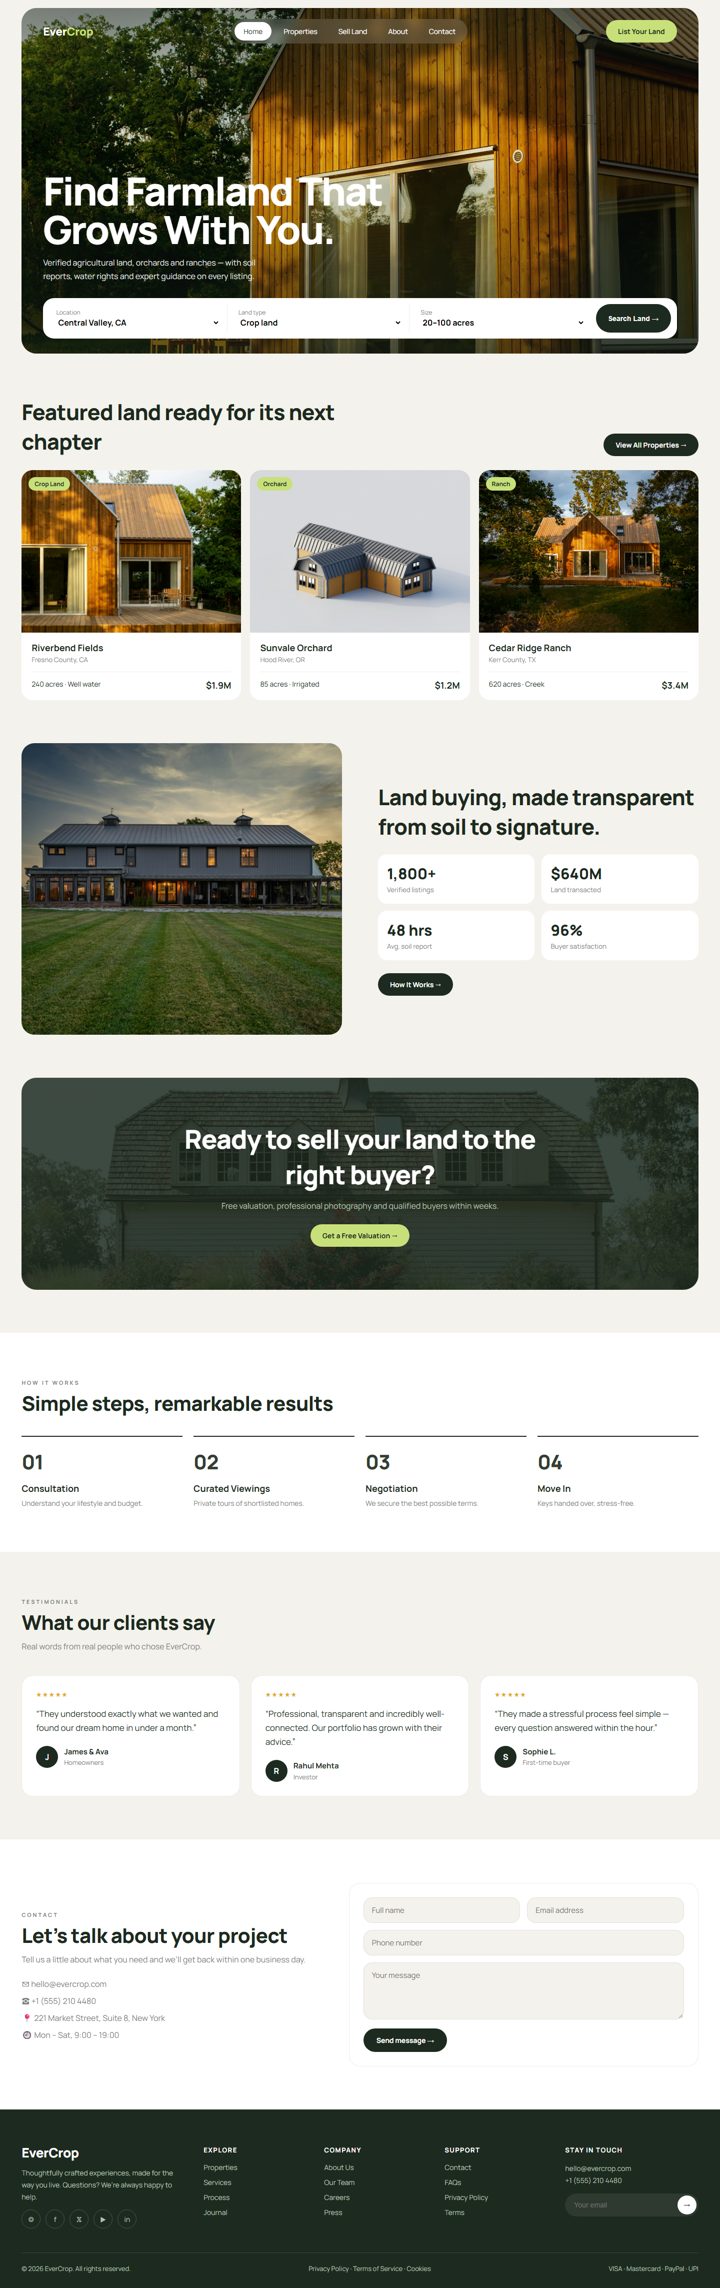 EverCrop
Home Properties Sell Land About Contact
List Your Land
Find Farmland That
Grows With You.
Verified agricultural land, orchards and ranches — with soil
reports, water rights and expert guidance on every listing.
Location
Central Valley, CA
Land type
Crop land
Size
20–100 acres
Search Land →
Featured land ready for its next
chapter
View All Properties →
Crop Land
Riverbend Fields
Fresno County, CA
240 acres · Well water
$1.9M
Orchard
Sunvale Orchard
Hood River, OR
85 acres · Irrigated
$1.2M
Ranch
Cedar Ridge Ranch
Kerr County, TX
620 acres · Creek
$3.4M
Land buying, made transparent
from soil to signature.
1,800+
Verified listings
$640M
Land transacted
48 hrs
Avg. soil report
96%
Buyer satisfaction
How It Works →
Ready to sell your land to the
right buyer?
Free valuation, professional photography and qualified buyers within weeks.
Get a Free Valuation →
HOW IT WORKS
Simple steps, remarkable results
01
Consultation
Understand your lifestyle and budget.
02
Curated Viewings
Private tours of shortlisted homes.
03
Negotiation
We secure the best possible terms.
04
Move In
Keys handed over, stress-free.
TESTIMONIALS
What our clients say
Real words from real people who chose EverCrop.
★★★★★
“They understood exactly what we wanted and
found our dream home in under a month.”
J
James & Ava
Homeowners
★★★★★
“Professional, transparent and incredibly well-
connected. Our portfolio has grown with their
advice.”
R
Rahul Mehta
Investor
★★★★★
“They made a stressful process feel simple —
every question answered within the hour.”
S
Sophie L.
First-time buyer
CONTACT
Let’s talk about your project
Tell us a little about what you need and we’ll get back within one business day.
hello@evercrop.com
+1 (555) 210 4480
221 Market Street, Suite 8, New York
Mon – Sat, 9:00 – 19:00
Full name
Email address
Phone number
Your message
Send message →
EverCrop
Thoughtfully crafted experiences, made for the
way you live. Questions? We’re always happy to
help.
f 𝕏 ▶ in
EXPLORE
Properties
Services
Process
Journal
COMPANY
About Us
Our Team
Careers
Press
SUPPORT
Contact
FAQs
Privacy Policy
Terms
STAY IN TOUCH
hello@evercrop.com
+1 (555) 210 4480
Your email
→
© 2026 EverCrop. All rights reserved.
Privacy Policy · Terms of Service · Cookies
VISA · Mastercard · PayPal · UPI